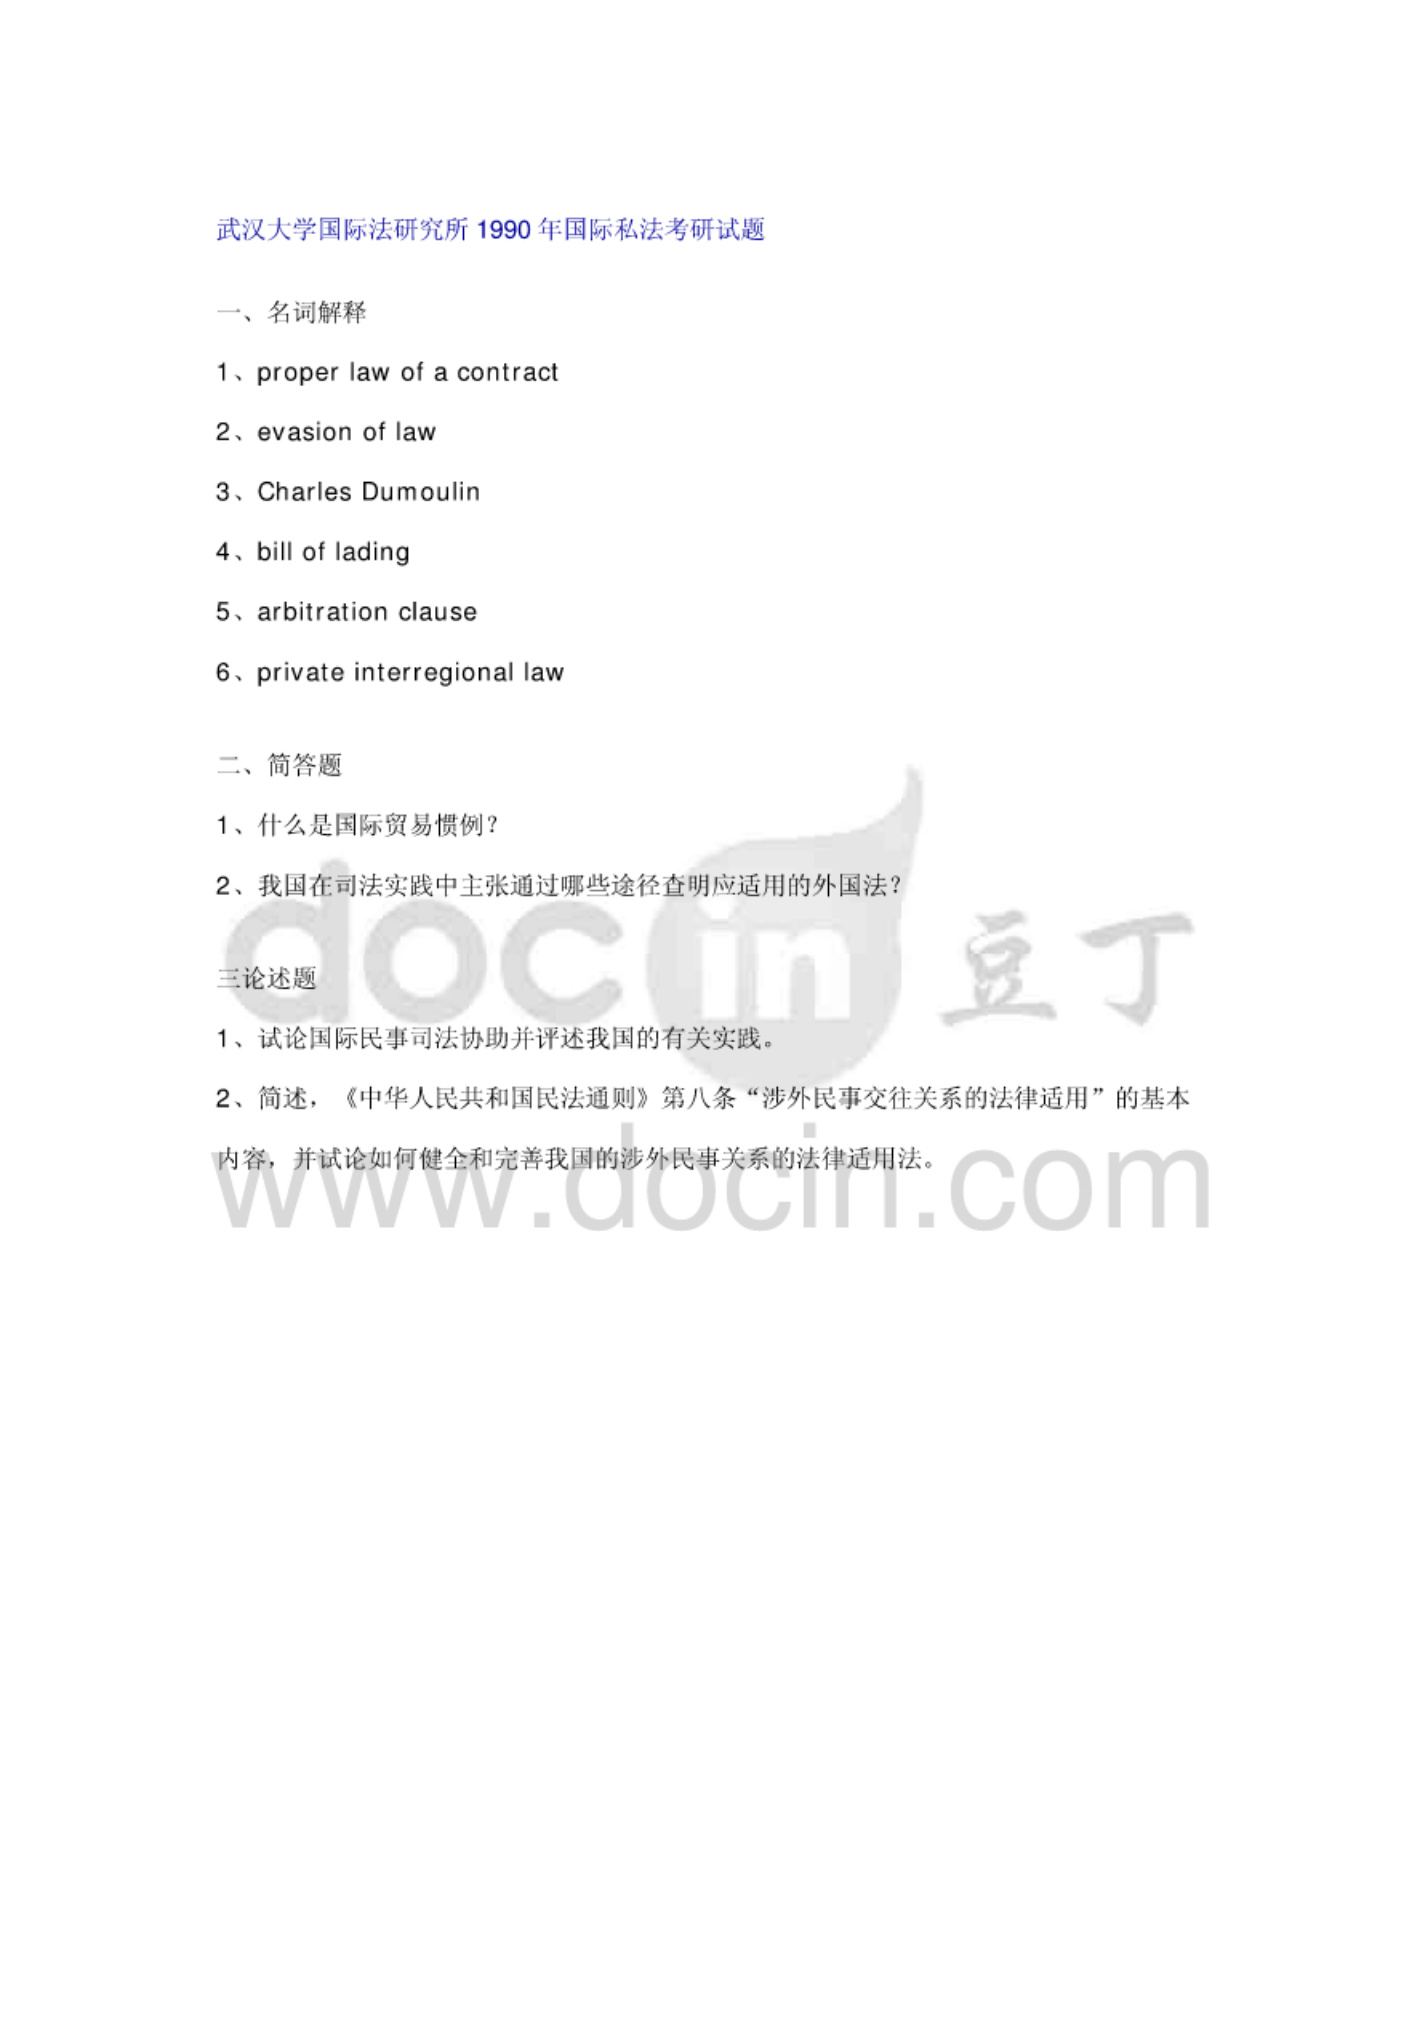 武汉大学国际法研究所 1990 年国际私法考研试题
一、名词解释
1、proper law of a contract
2、evasion of law
3、Charles Dumoulin
4、bill of lading
5、arbitration clause
6、private interregional law
二、简答题
1、什么是国际贸易惯例？
2、我国在司法实践中主张通过哪些途径查明应适用的外国法？
三论述题
1、试论国际民事司法协助并评述我国的有关实践。
2、简述，《中华人民共和国民法通则》第八条“涉外民事交往关系的法律适用”的基本
内容，并试论如何健全和完善我国的涉外民事关系的法律适用法。
docin 豆丁
www.docin.com